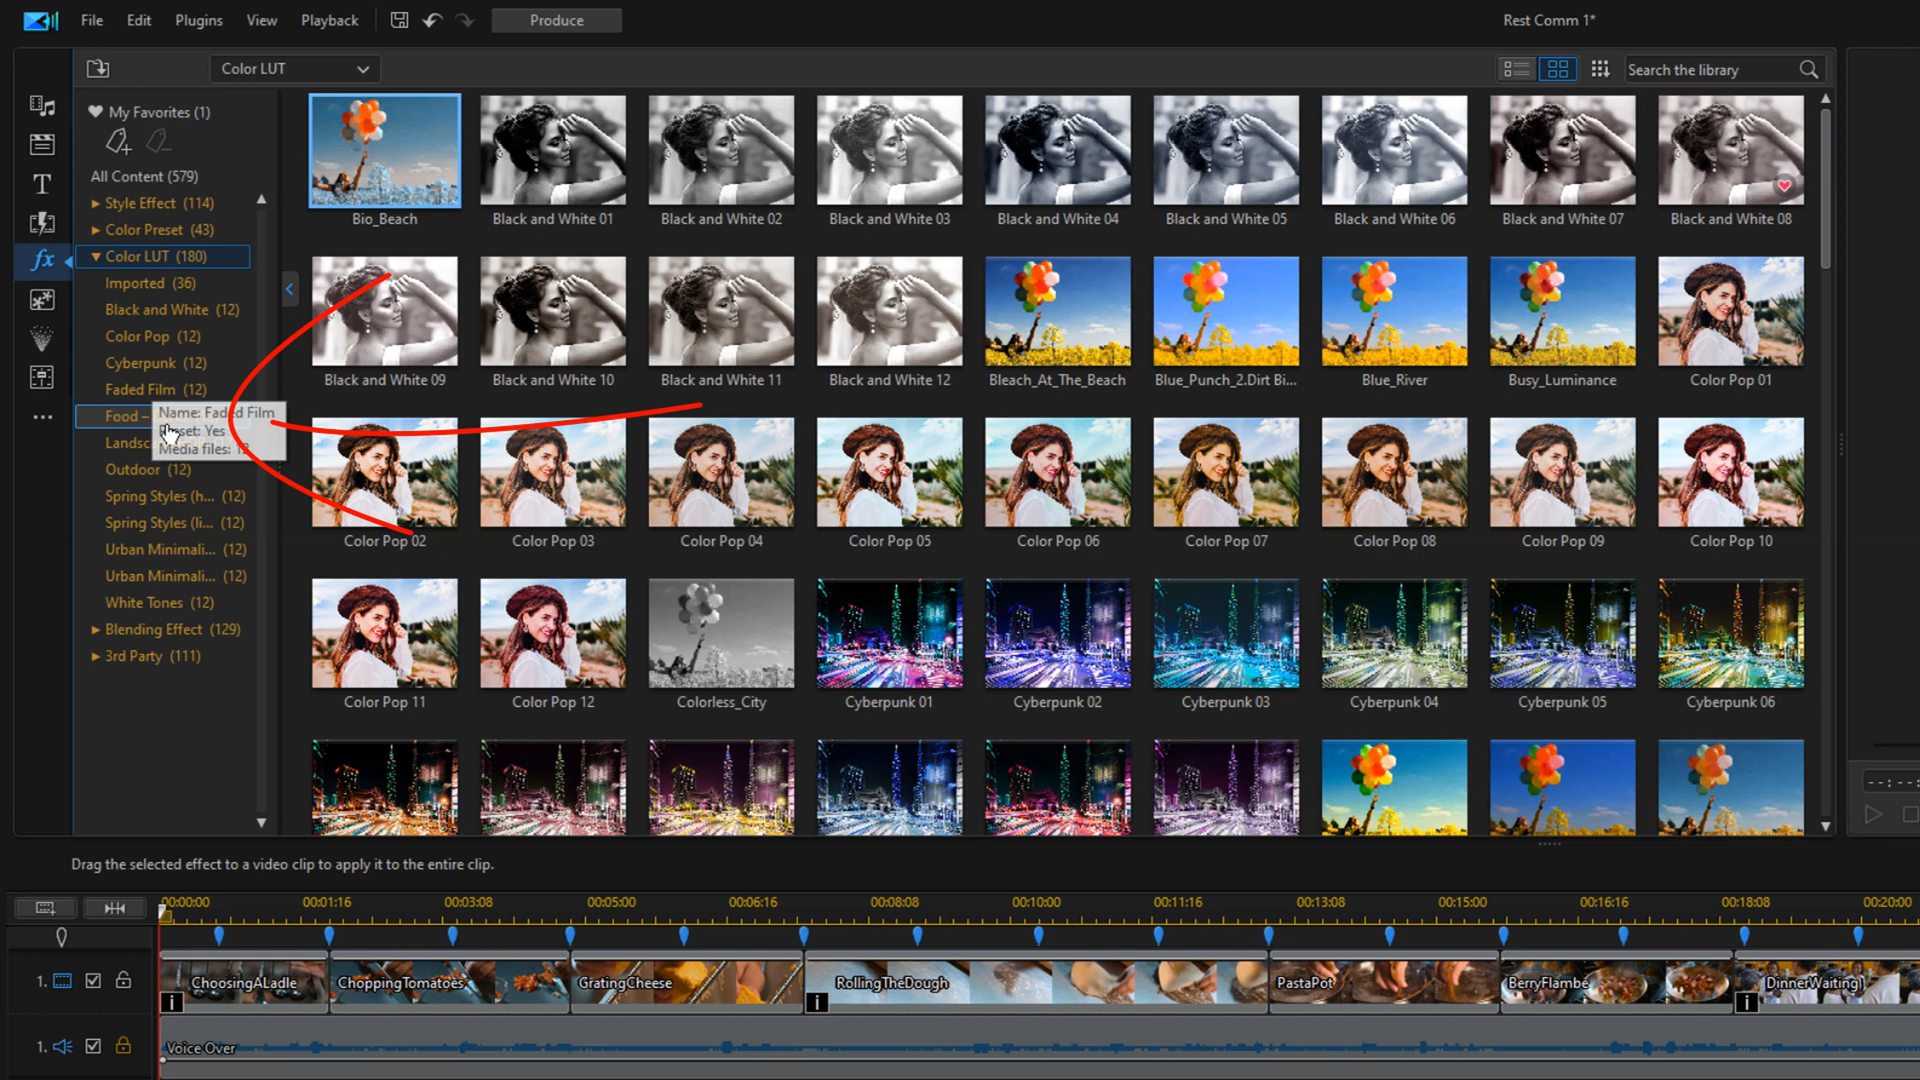 File Edit Plugins View Playback Produce Rest Comm 1*
Color LUT Search the library
My Favorites (1)
All Content (579)
Style Effect (114)
Color Preset (43)
Color LUT (180)
Imported (36)
Black and White (12)
Color Pop (12)
Cyberpunk (12)
Faded Film (12)
Food –
Name: Faded Film
Preset: Yes
Media files: 12
Landsc
Outdoor (12)
Spring Styles (h... (12)
Spring Styles (li... (12)
Urban Minimali... (12)
Urban Minimali... (12)
White Tones (12)
Blending Effect (129)
3rd Party (111)
fx
Bio_Beach Black and White 01 Black and White 02 Black and White 03 Black and White 04 Black and White 05 Black and White 06 Black and White 07 Black and White 08
Black and White 09 Black and White 10 Black and White 11 Black and White 12 Bleach_At_The_Beach Blue_Punch_2.Dirt Bi... Blue_River Busy_Luminance Color Pop 01
Color Pop 02 Color Pop 03 Color Pop 04 Color Pop 05 Color Pop 06 Color Pop 07 Color Pop 08 Color Pop 09 Color Pop 10
Color Pop 11 Color Pop 12 Colorless_City Cyberpunk 01 Cyberpunk 02 Cyberpunk 03 Cyberpunk 04 Cyberpunk 05 Cyberpunk 06
--:--:-
Drag the selected effect to a video clip to apply it to the entire clip.
00:00:00 00:01:16 00:03:08 00:05:00 00:06:16 00:08:08 00:10:00 00:11:16 00:13:08 00:15:00 00:16:16 00:18:08 00:20:00
1. ChoosingALadle ChoppingTomatoes GratingCheese RollingTheDough PastaPot BerryFlambe DinnerWaiting1
i i i
1. Voice Over